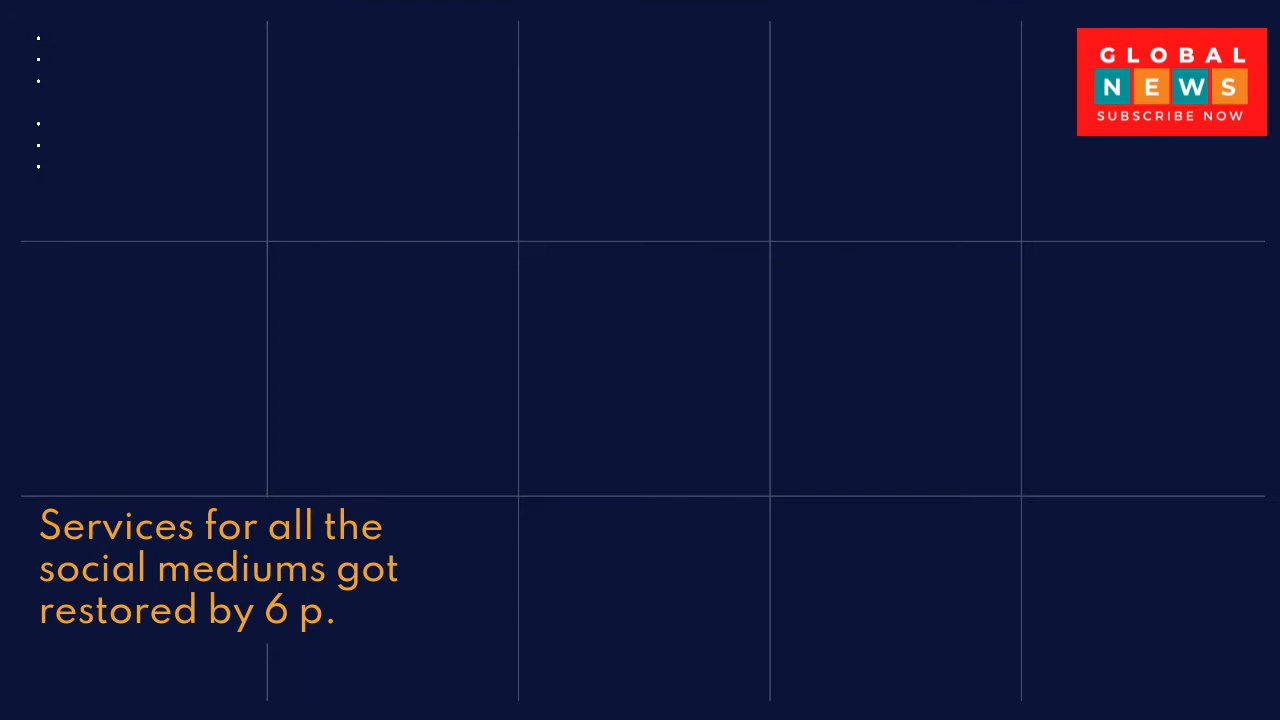 GLOBAL
NEWS
SUBSCRIBE NOW
Services for all the
social mediums got
restored by 6 p.